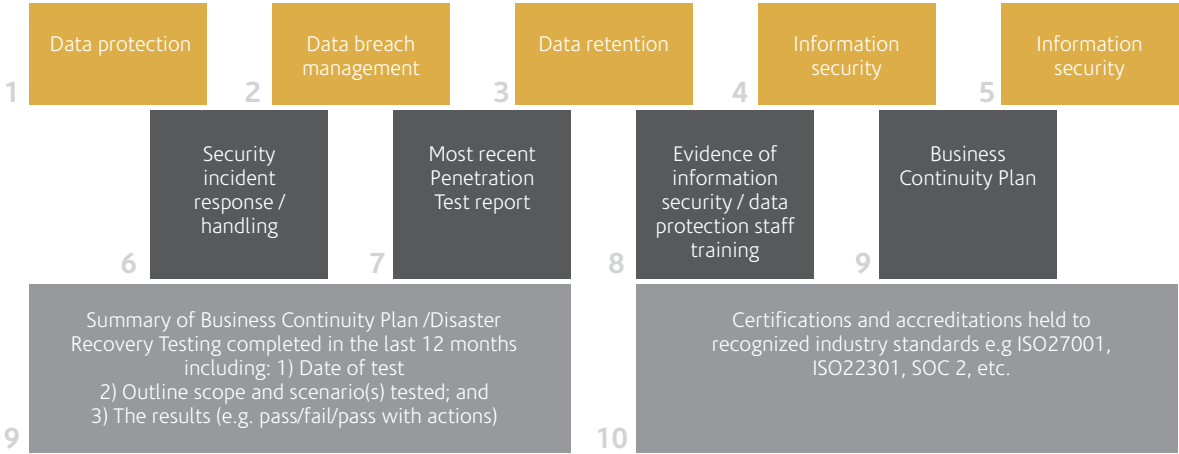 1
Data protection
2
Data breach
management
3
Data retention
4
Information
security
5
Information
security
6
Security
incident
response /
handling
7
Most recent
Penetration
Test report
8
Evidence of
information
security / data
protection staff
training
9
Business
Continuity Plan
9
Summary of Business Continuity Plan /Disaster
Recovery Testing completed in the last 12 months
including: 1) Date of test
2) Outline scope and scenario(s) tested; and
3) The results (e.g. pass/fail/pass with actions)
10
Certifications and accreditations held to
recognized industry standards e.g ISO27001,
ISO22301, SOC 2, etc.